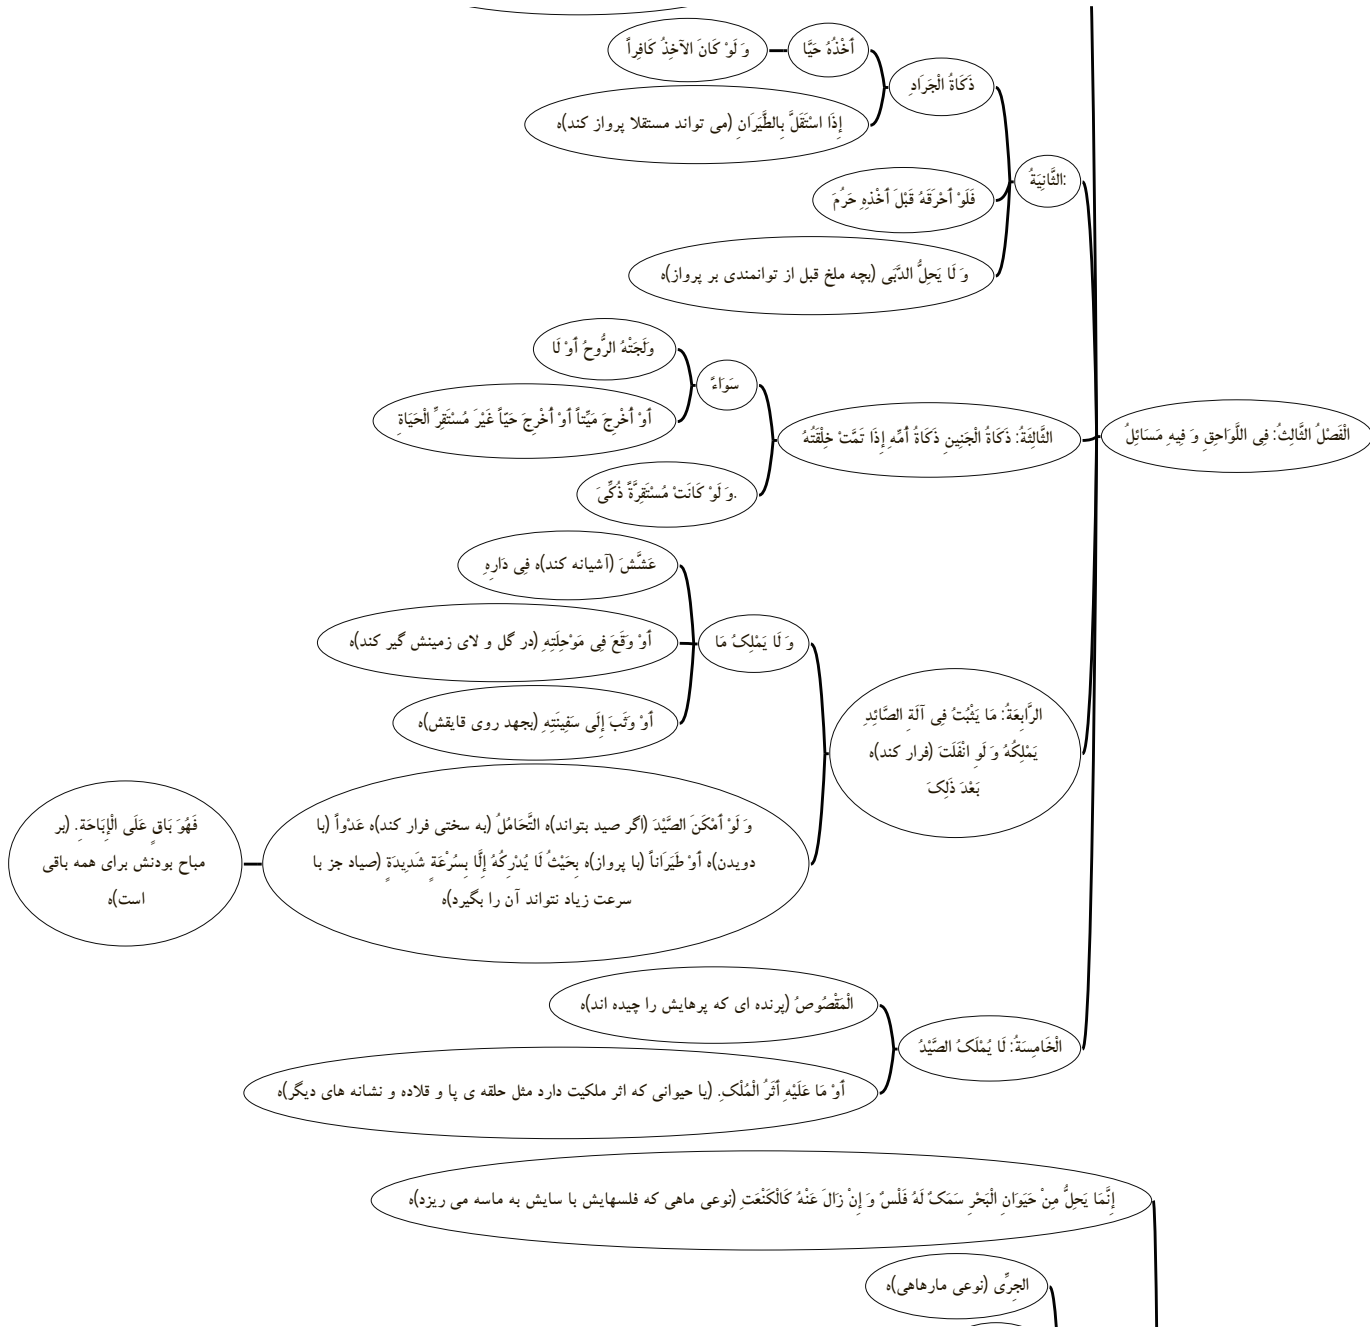 الْفَصْلُ الثَّالِثُ: فِی اللَّوَاحِقِ وَ فِیهِ مَسَائِلُ
الثَّانِیَةُ:
ذَکَاةُ الْجَرَادِ
أَخْذُهُ حَیَّا
وَ لَوْ کَانَ الآخِذُ کَافِراً
إِذَا اسْتَقَلَّ بِالطَّیَرَانِ (می تواند مستقلا پرواز کند)ه
فَلَوْ أَحْرَقَهُ قَبْلَ أَخْذِهِ حَرُمَ
وَ لَا یَحِلُّ الدَّبَی (بچه ملخ قبل از توانمندی بر پرواز)ه
الثَّالِثَةُ: ذَکَاةُ الْجَنِینِ ذَکَاةُ أُمِّهِ إِذَا تَمَّتْ خِلْقَتُهُ
سَوَاءٌ
وَلَجَتْهُ الرُّوحُ أَوْ لَا
أَوْ أُخْرِجَ مَیِّتاً أَوْ أُخْرِجَ حَیّاً غَیْرَ مُسْتَقِرِّ الْحَیَاةِ
وَ لَوْ کَانَتْ مُسْتَقِرَّةً ذُکِّیَ.
الرَّابِعَةُ: مَا یَثْبُتُ فِی آلَةِ الصَّائِدِ
یَمْلِکُهُ وَ لَوِ انْفَلَتَ (فرار کند)ه
بَعْدَ ذَلِکَ
وَ لَا یَمْلِکُ مَا
عَشَّشَ (آشیانه کند)ه فِی دَارِهِ
أَوْ وَقَعَ فِی مَوْحِلَتِهِ (در گل و لای زمینش گیر کند)ه
أَوْ وَثَبَ إِلَی سَفِینَتِهِ (بجهد روی قایقش)ه
وَ لَوْ أَمْکَنَ الصَّیْدَ (اگر صید بتواند)ه التَّحَامُلُ (به سختی فرار کند)ه عَدْواً (با
دویدن)ه أَوْ طَیَرَاناً (با پرواز)ه بِحَیْثُ لَا یُدْرِکُهُ إِلَّا بِسُرْعَةٍ شَدِیدَةٍ (صیاد جز با
سرعت زیاد نتواند آن را بگیرد)ه
فَهُوَ بَاقٍ عَلَی الْإِبَاحَةِ. (بر
مباح بودنش برای همه باقی
است)ه
الْخَامِسَةُ: لَا یُمْلَکُ الصَّیْدُ
الْمَقْصُوصُ (پرنده ای که پرهایش را چیده اند)ه
أَوْ مَا عَلَیْهِ أَثَرُ الْمُلْکِ. (یا حیوانی که اثر ملکیت دارد مثل حلقه ی پا و قلاده و نشانه های دیگر)ه
إِنَّمَا یَحِلُّ مِنْ حَیَوَانِ الْبَحْرِ سَمَکٌ لَهُ فَلْسٌ وَ إِنْ زَالَ عَنْهُ کَالْکَنْعَتِ (نوعی ماهی که فلسهایش با سایش به ماسه می ریزد)ه
الجِرِّی (نوعی مارهاهی)ه